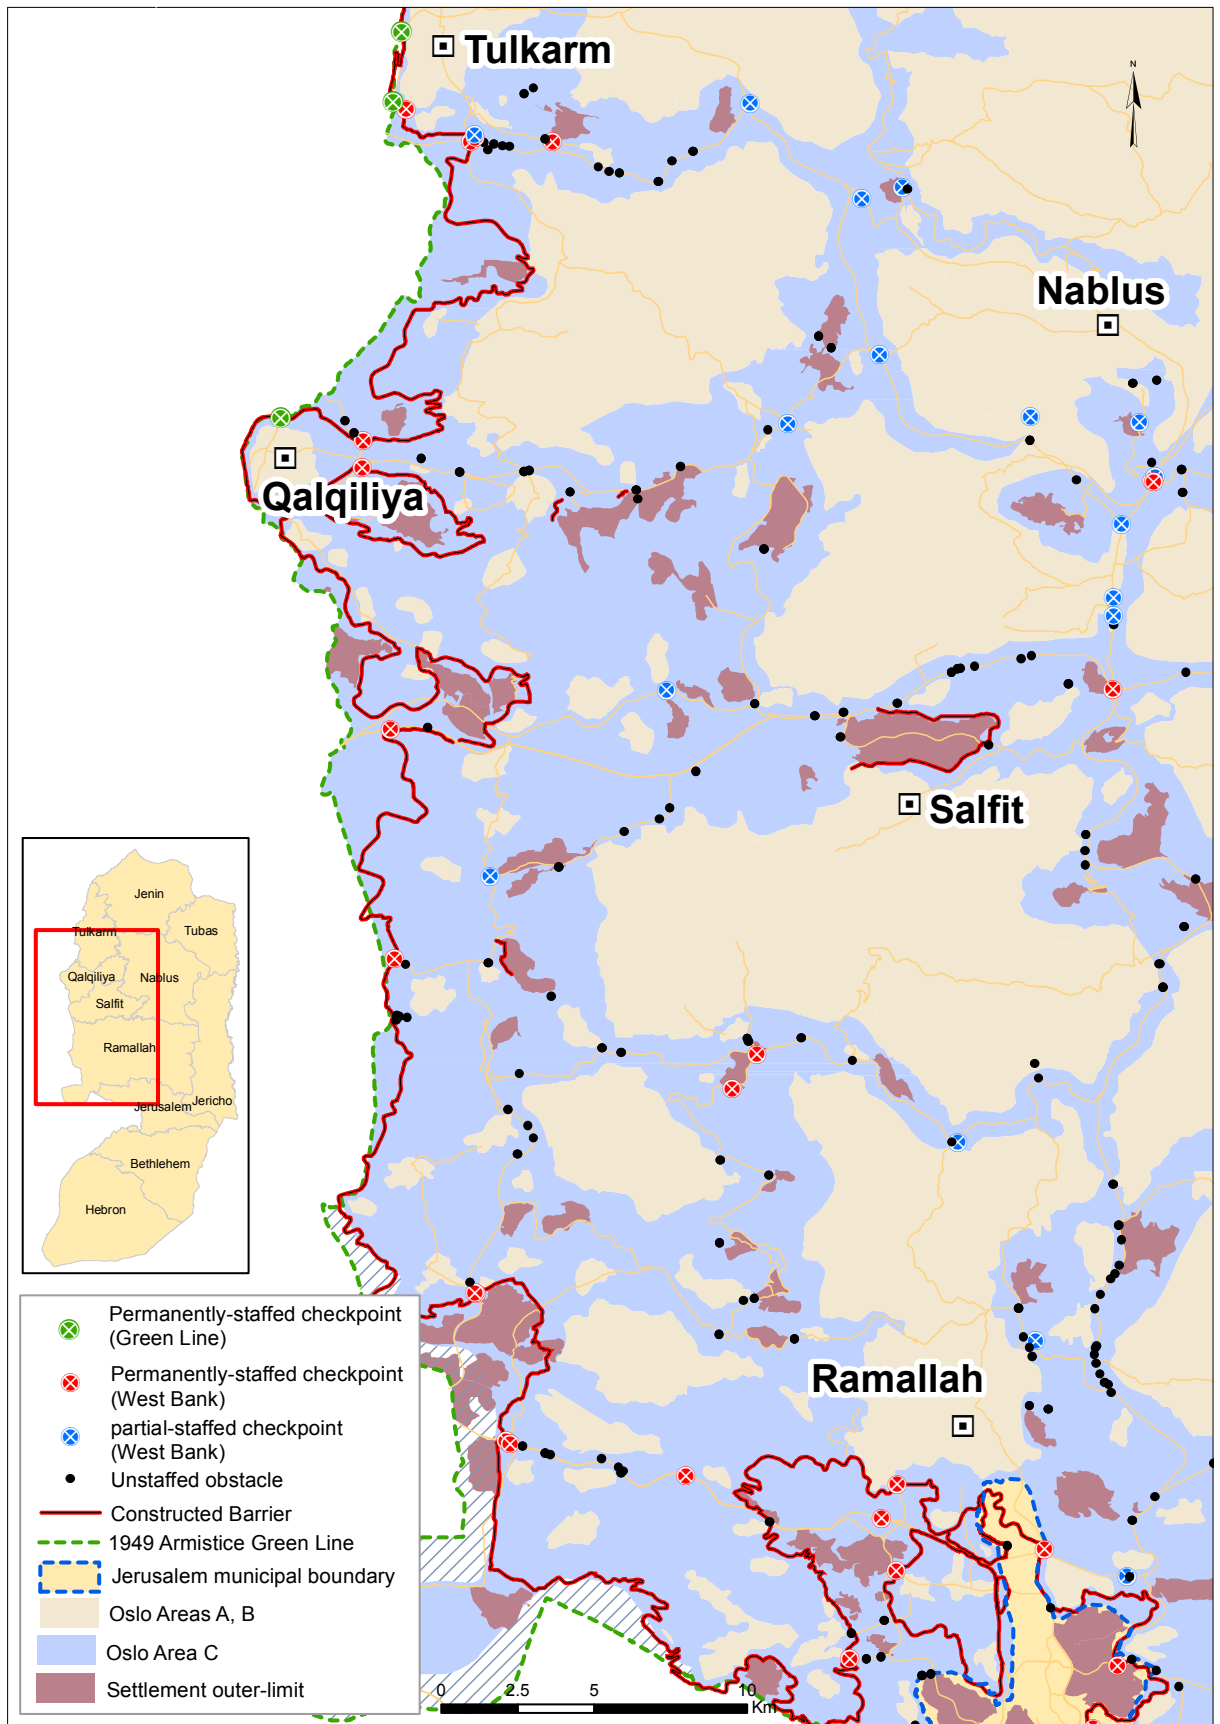 Tulkarm
N
Nablus
Qalqiliya
Salfit
Jenin
Tulkarm
Tubas
Qalqiliya
Nablus
Salfit
Ramallah
Jericho
Jerusalem
Bethlehem
Hebron
Ramallah
Permanently-staffed checkpoint
(Green Line)
Permanently-staffed checkpoint
(West Bank)
partial-staffed checkpoint
(West Bank)
Unstaffed obstacle
Constructed Barrier
1949 Armistice Green Line
Jerusalem municipal boundary
Oslo Areas A, B
Oslo Area C
Settlement outer-limit
0 2.5 5 10
Km